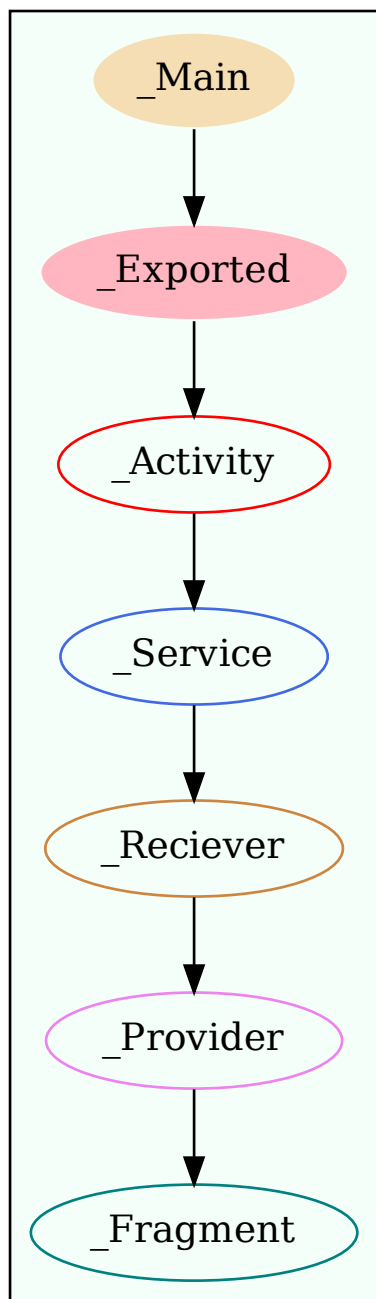 _Main
_Exported
_Activity
_Service
_Reciever
_Provider
_Fragment